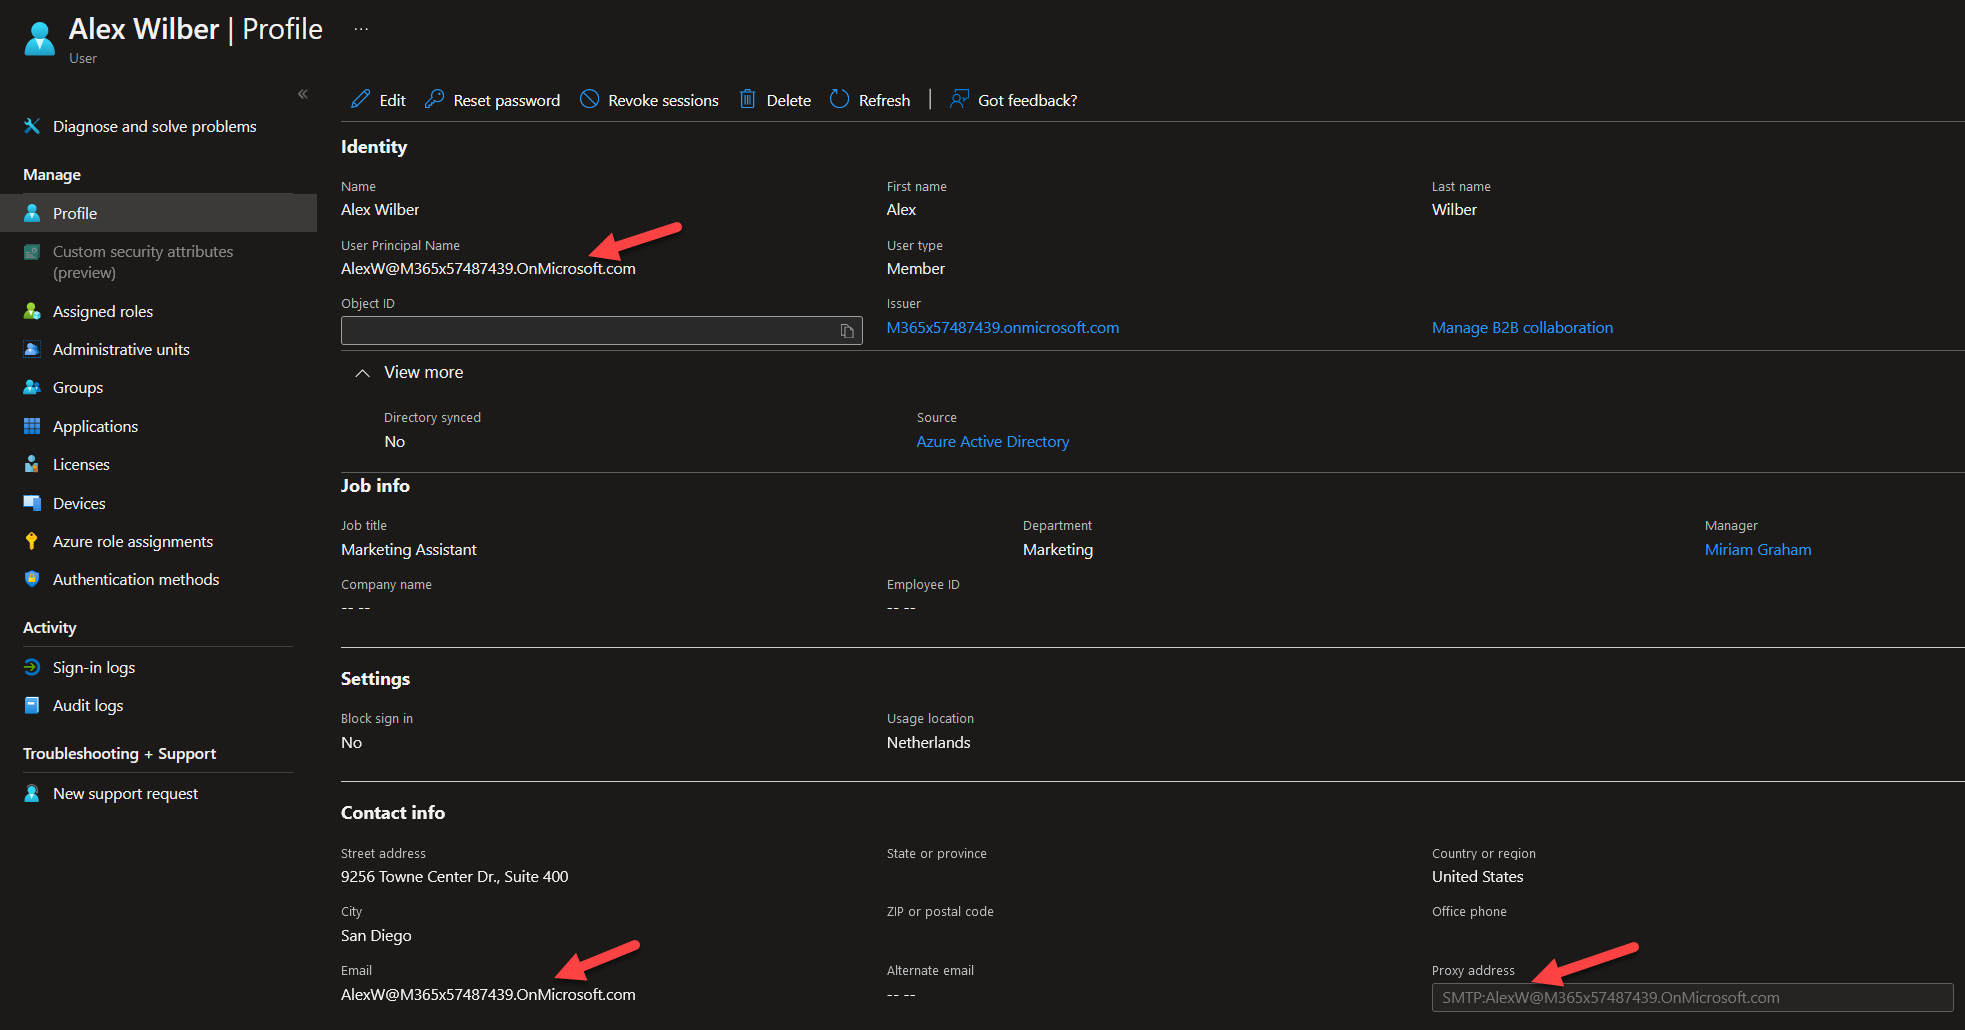 Alex Wilber | Profile ...
User
«
Diagnose and solve problems
Manage
Profile
Custom security attributes
(preview)
Assigned roles
Administrative units
Groups
Applications
Licenses
Devices
Azure role assignments
Authentication methods
Activity
Sign-in logs
Audit logs
Troubleshooting + Support
New support request
Edit Reset password Revoke sessions Delete Refresh | Got feedback?
Identity
Name First name Last name
Alex Wilber Alex Wilber
User Principal Name User type
AlexW@M365x57487439.OnMicrosoft.com Member
Object ID Issuer
M365x57487439.onmicrosoft.com Manage B2B collaboration
View more
Directory synced Source
No Azure Active Directory
Job info
Job title Department Manager
Marketing Assistant Marketing Miriam Graham
Company name Employee ID
-- -- -- --
Settings
Block sign in Usage location
No Netherlands
Contact info
Street address State or province Country or region
9256 Towne Center Dr., Suite 400 United States
City ZIP or postal code Office phone
San Diego
Email Alternate email Proxy address
AlexW@M365x57487439.OnMicrosoft.com -- -- SMTP:AlexW@M365x57487439.OnMicrosoft.com